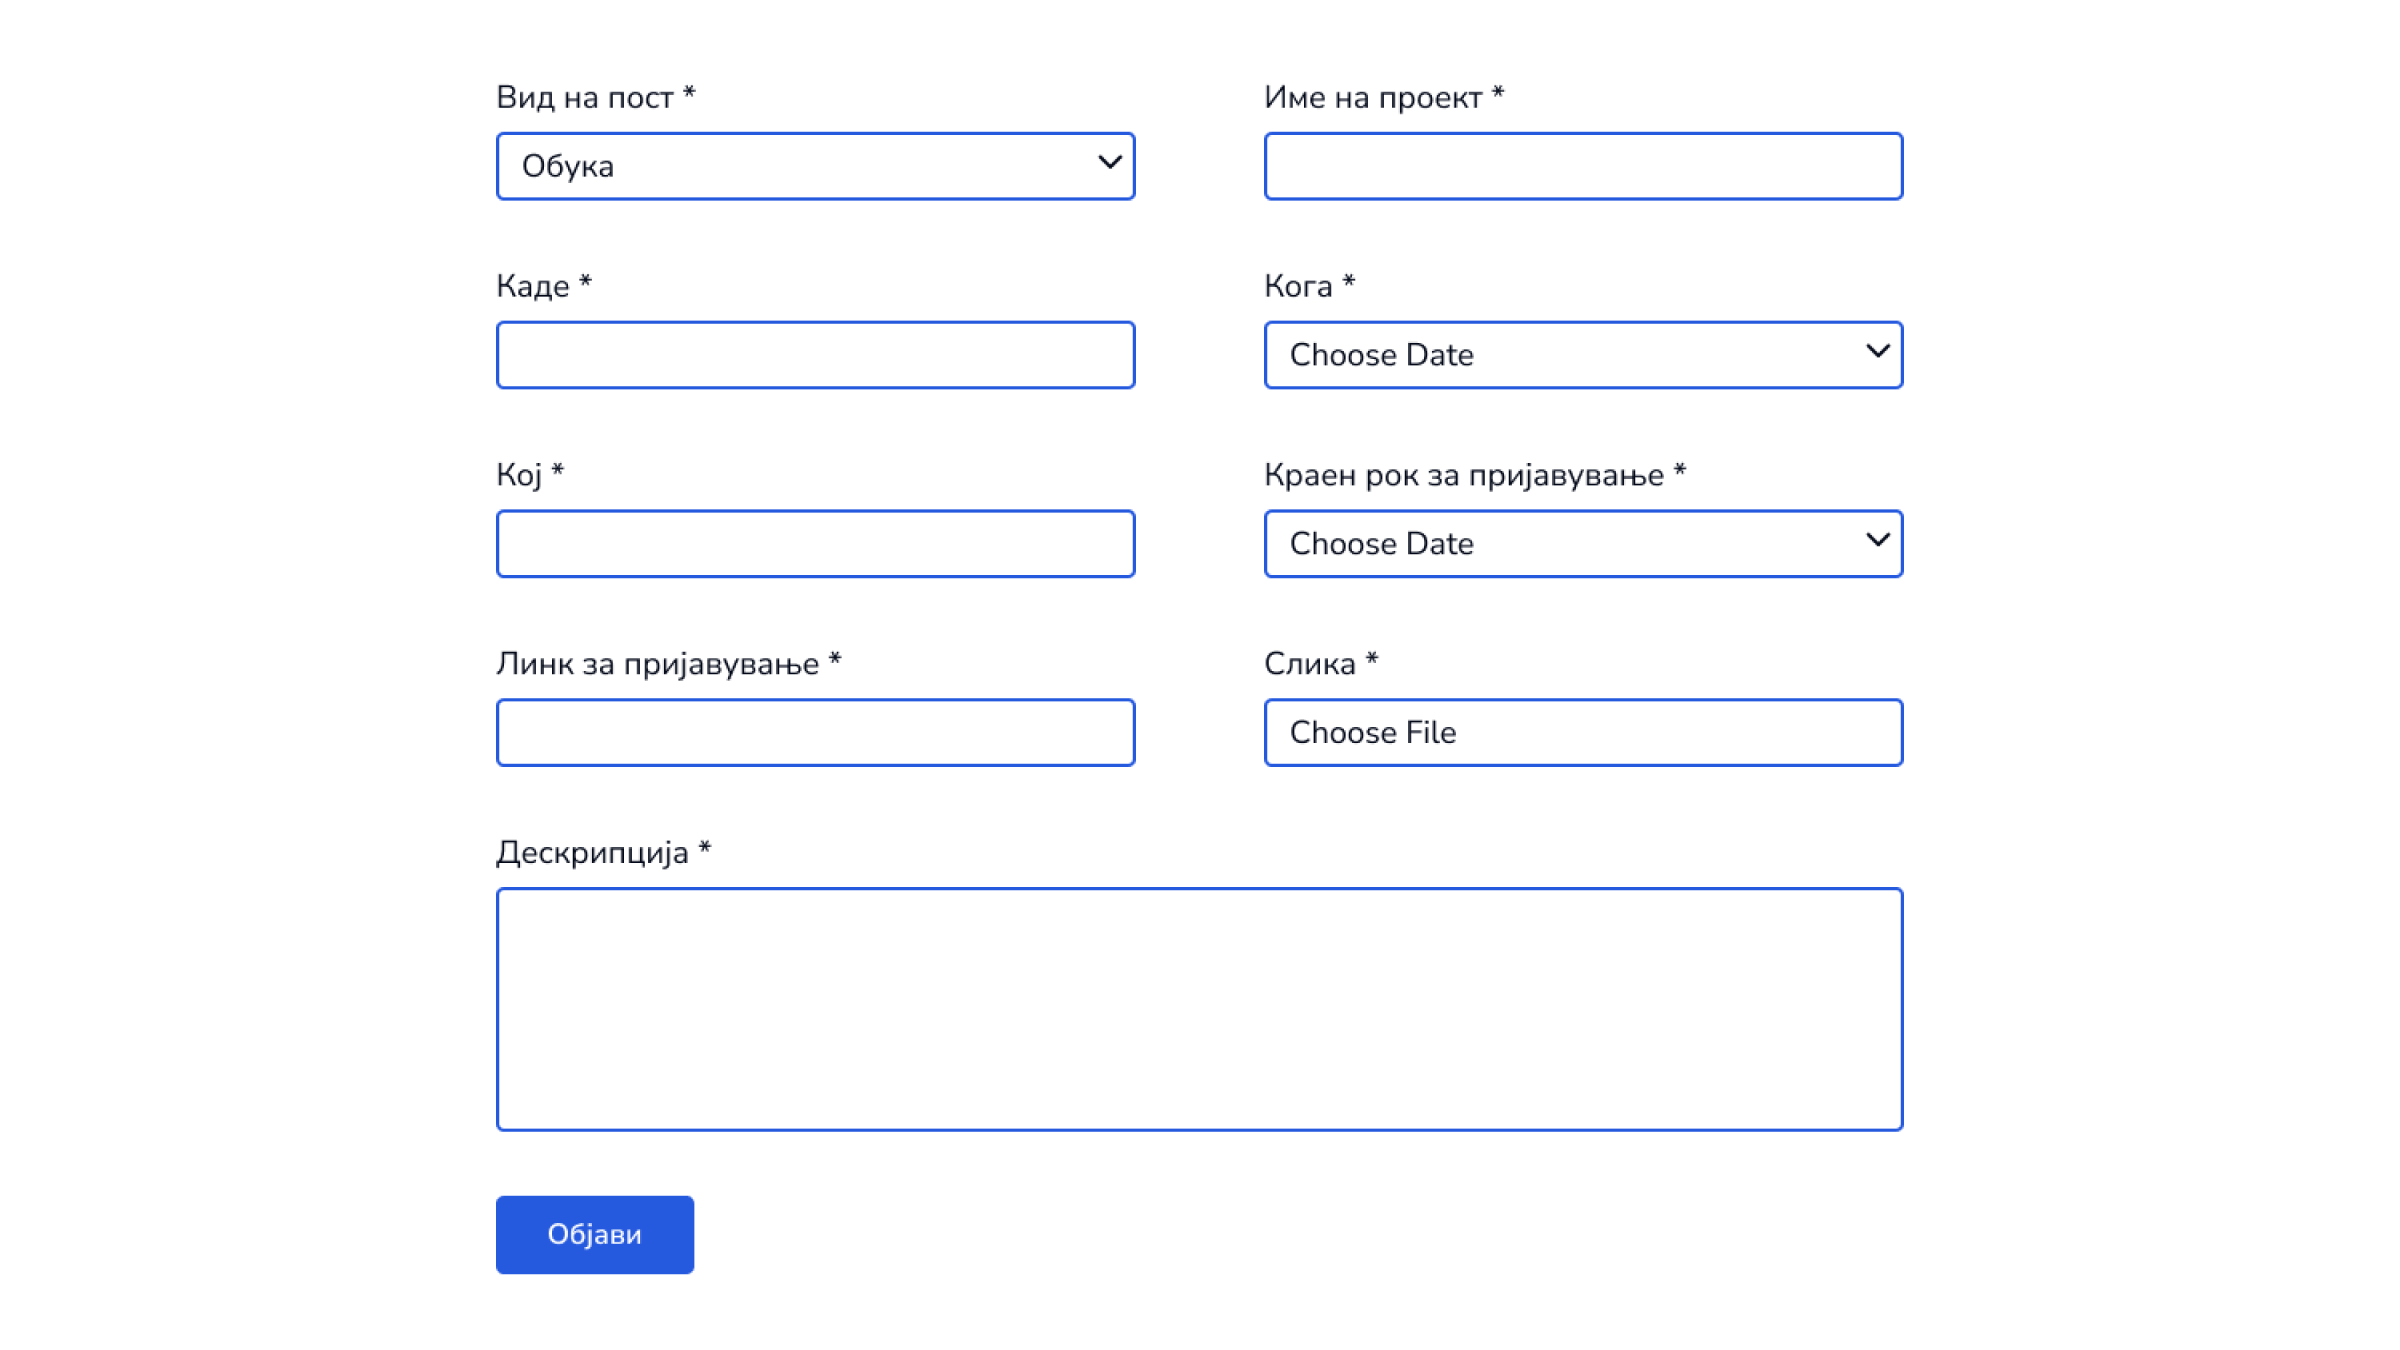 Вид на пост *
Обука
Име на проект *
Каде *
Кога *
Choose Date
Кој *
Краен рок за пријавување *
Choose Date
Линк за пријавување *
Слика *
Choose File
Дескрипција *
Објави